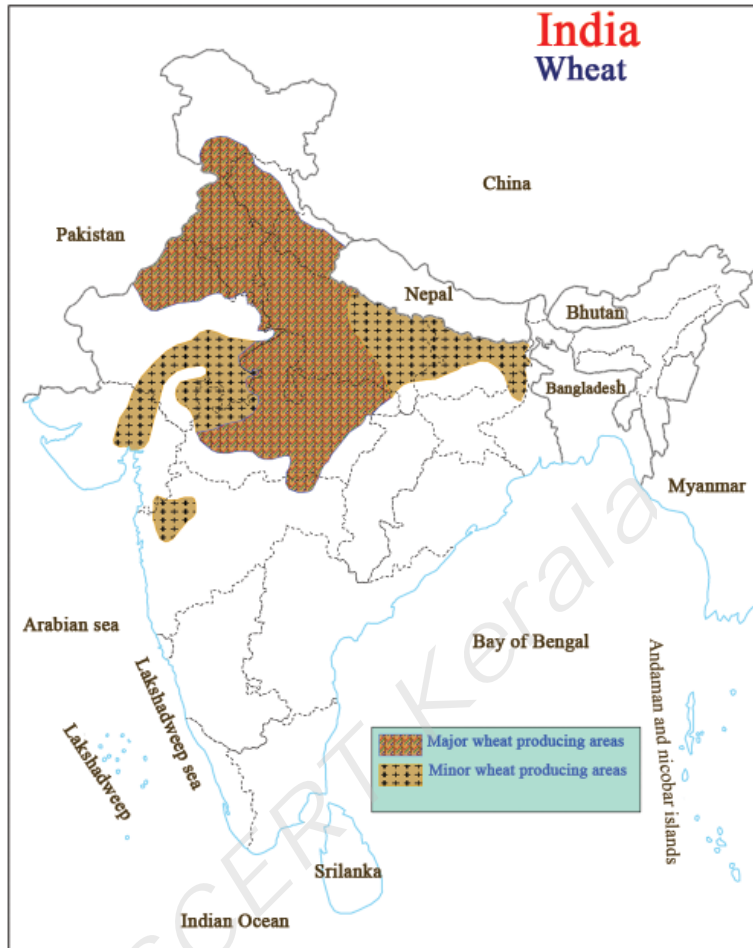 India
Wheat
China
Pakistan
Nepal
Bhutan
Bangladesh
Myanmar
Arabian sea
Bay of Bengal
Lakshadweep sea
Lakshadweep
Andaman and nicobar islands
Major wheat producing areas
Minor wheat producing areas
Srilanka
Indian Ocean
SCERT Kerala